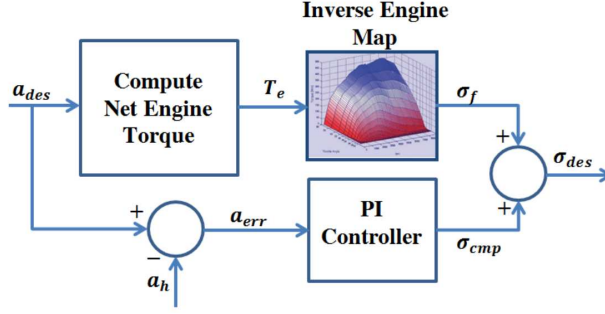 Inverse Engine
Map
a_des
Compute
Net Engine
Torque
T_e
σ_f
+
σ_des
+
+
−
a_err
PI
Controller
σ_cmp
a_h